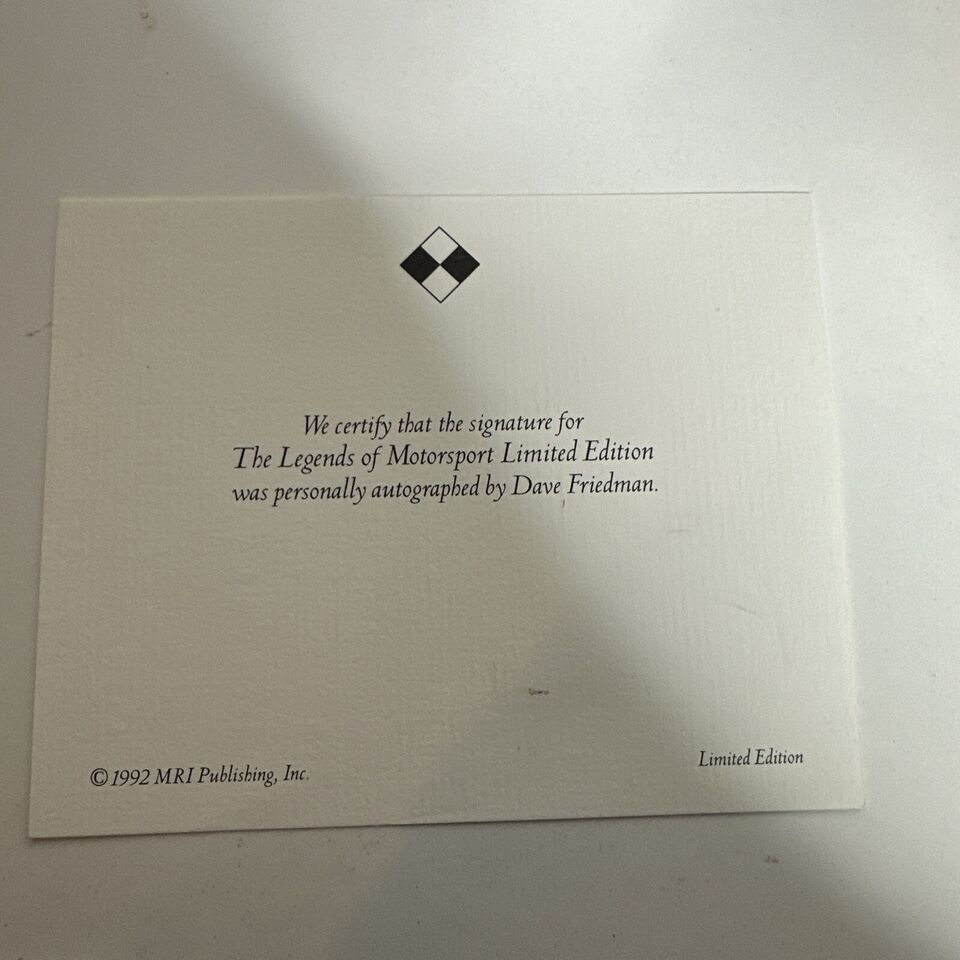 We certify that the signature for
The Legends of Motorsport Limited Edition
was personally autographed by Dave Friedman.
© 1992 MRI Publishing, Inc.
Limited Edition